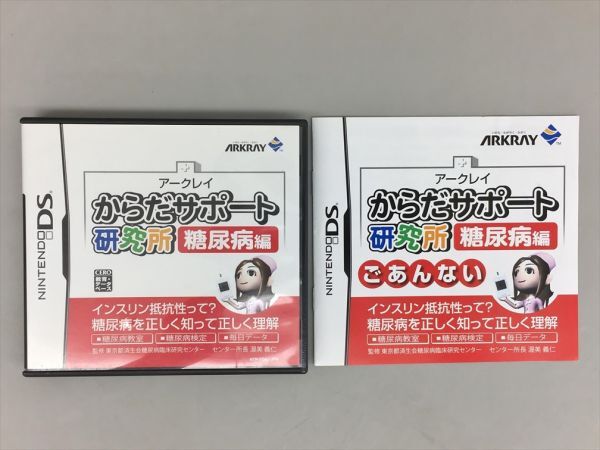 NINTENDO DS
ARKRAY
アークレイ
からだサポート
研究所 糖尿病編
CERO
教育・データベース
インスリン抵抗性って?
糖尿病を正しく知って正しく理解
■糖尿病教室 ■糖尿病検定 ■毎日データ
監修 東京都済生会糖尿病臨床研究センター センター所長 渥美 義仁
NINTENDO DS
ARKRAY TM
アークレイ
からだサポート
研究所 糖尿病編
ごあんない
インスリン抵抗性って?
糖尿病を正しく知って正しく理解
■糖尿病教室 ■糖尿病検定 ■毎日データ
監修 東京都済生会糖尿病臨床研究センター センター所長 渥美 義仁